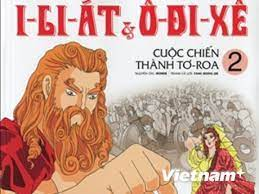 I-LI-ÁT & Ô-ĐI-XÊ
CUỘC CHIẾN
THÀNH TƠ-ROA
2
Vietnam+